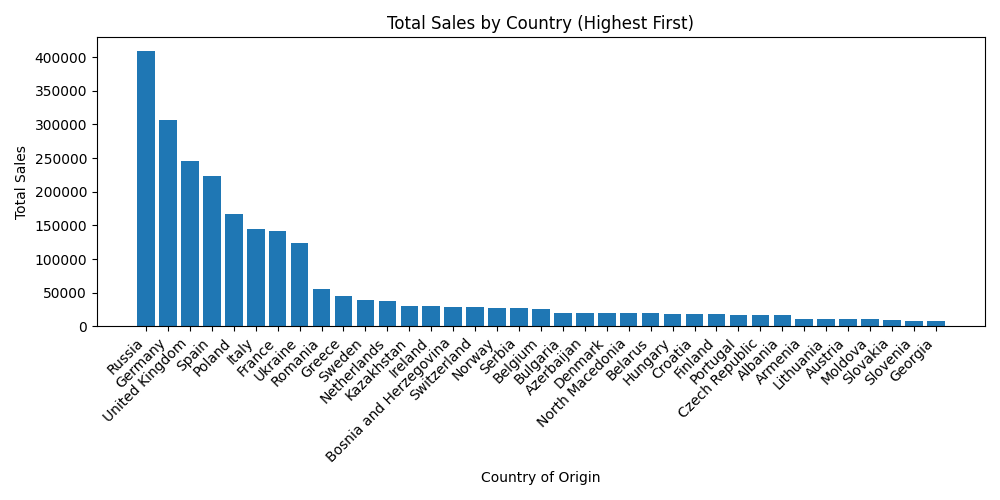 Total Sales by Country (Highest First)
Total Sales
400000
350000
300000
250000
200000
150000
100000
50000
0
Russia
Germany
United Kingdom
Spain
Poland
Italy
France
Ukraine
Romania
Greece
Sweden
Netherlands
Kazakhstan
Ireland
Bosnia and Herzegovina
Switzerland
Norway
Serbia
Belgium
Bulgaria
Azerbaijan
Denmark
North Macedonia
Belarus
Hungary
Croatia
Finland
Portugal
Czech Republic
Albania
Armenia
Lithuania
Austria
Moldova
Slovakia
Slovenia
Georgia
Country of Origin